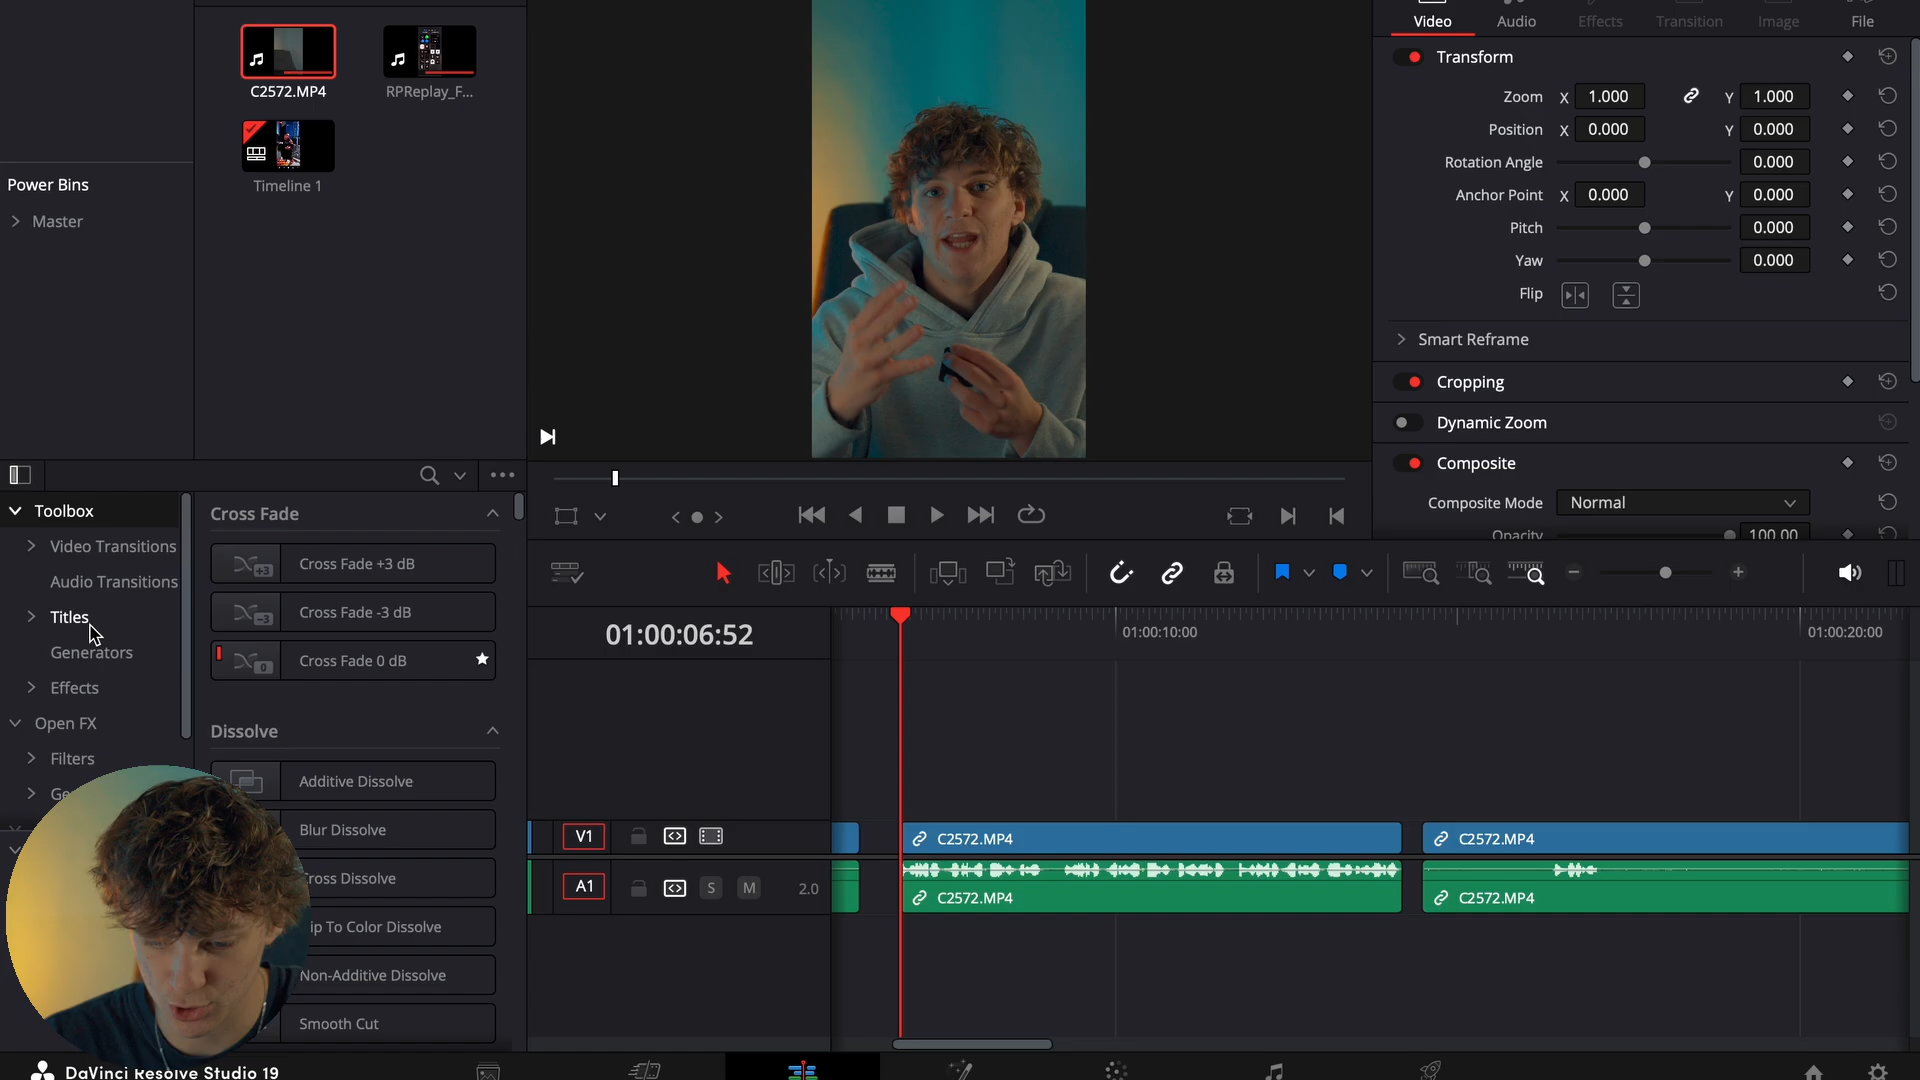 C2572.MP4
RPReplay_F...
Timeline 1
Power Bins
Master
Video Audio Effects Transition Image File
Transform
Zoom X 1.000 Y 1.000
Position X 0.000 Y 0.000
Rotation Angle 0.000
Anchor Point X 0.000 Y 0.000
Pitch 0.000
Yaw 0.000
Flip
Smart Reframe
Cropping
Dynamic Zoom
Composite
Composite Mode Normal
Opacity 100.00
Toolbox
Video Transitions
Audio Transitions
Titles
Generators
Effects
Open FX
Filters
Cross Fade
+3 Cross Fade +3 dB
-3 Cross Fade -3 dB
0 Cross Fade 0 dB
Dissolve
Additive Dissolve
Blur Dissolve
ross Dissolve
ip To Color Dissolve
Non-Additive Dissolve
Smooth Cut
01:00:06:52
01:00:10:00
01:00:20:00
V1
C2572.MP4
C2572.MP4
A1 S M 2.0
C2572.MP4
C2572.MP4
DaVinci Resolve Studio 19